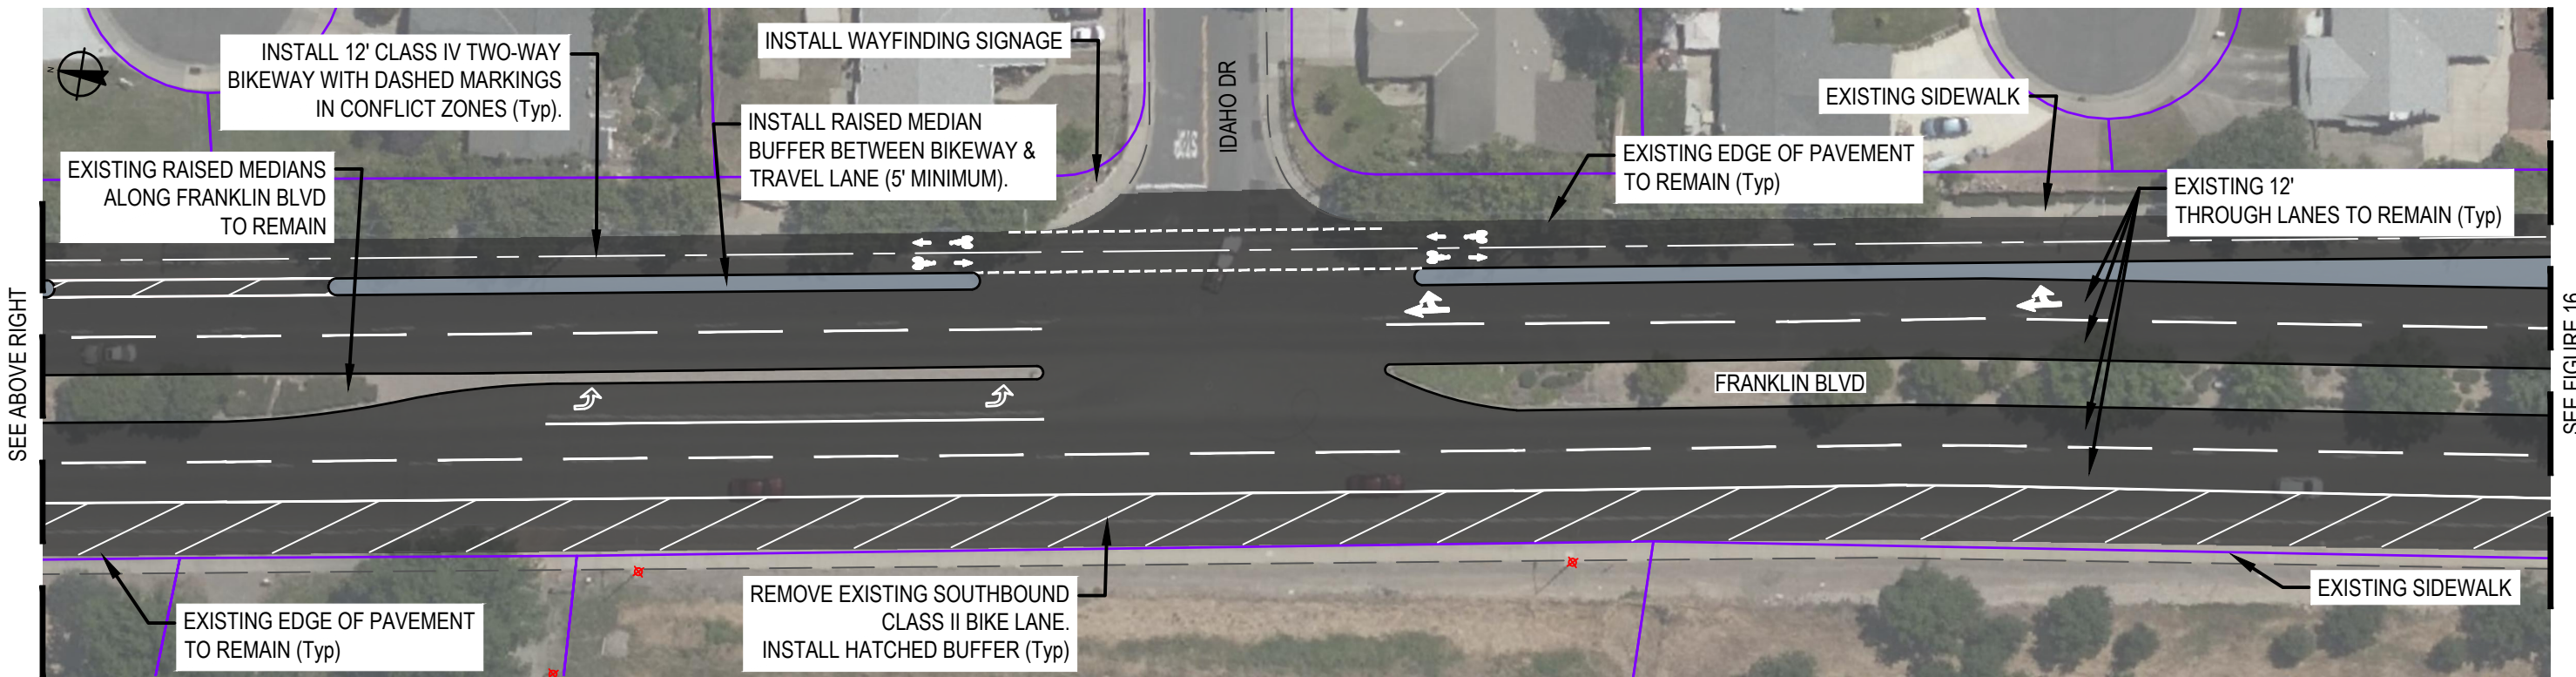 INSTALL 12' CLASS IV TWO-WAY
BIKEWAY WITH DASHED MARKINGS
IN CONFLICT ZONES (Typ).
INSTALL WAYFINDING SIGNAGE
N
INSTALL RAISED MEDIAN
BUFFER BETWEEN BIKEWAY &
TRAVEL LANE (5' MINIMUM).
IDAHO DR
EXISTING SIDEWALK
EXISTING EDGE OF PAVEMENT
TO REMAIN (Typ)
EXISTING RAISED MEDIANS
ALONG FRANKLIN BLVD
TO REMAIN
EXISTING 12'
THROUGH LANES TO REMAIN (Typ)
STOP
SEE ABOVE RIGHT
SEE FIGURE 16
FRANKLIN BLVD
EXISTING EDGE OF PAVEMENT
TO REMAIN (Typ)
REMOVE EXISTING SOUTHBOUND
CLASS II BIKE LANE.
INSTALL HATCHED BUFFER (Typ)
EXISTING SIDEWALK